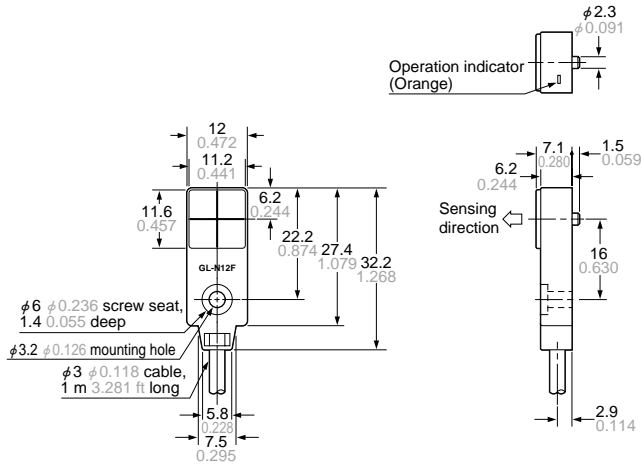 φ2.3
φ0.091
Operation indicator
(Orange)
12
0.472
11.2
0.441
11.6
0.457
6.2
0.244
22.2
0.874
27.4
1.079
32.2
1.268
GL-N12F
φ6 φ0.236 screw seat,
1.4 0.055 deep
φ3.2 φ0.126 mounting hole
φ3 φ0.118 cable,
1 m 3.281 ft long
5.8
0.228
7.5
0.295
7.1
0.280
1.5
0.059
6.2
0.244
Sensing
direction
16
0.630
2.9
0.114